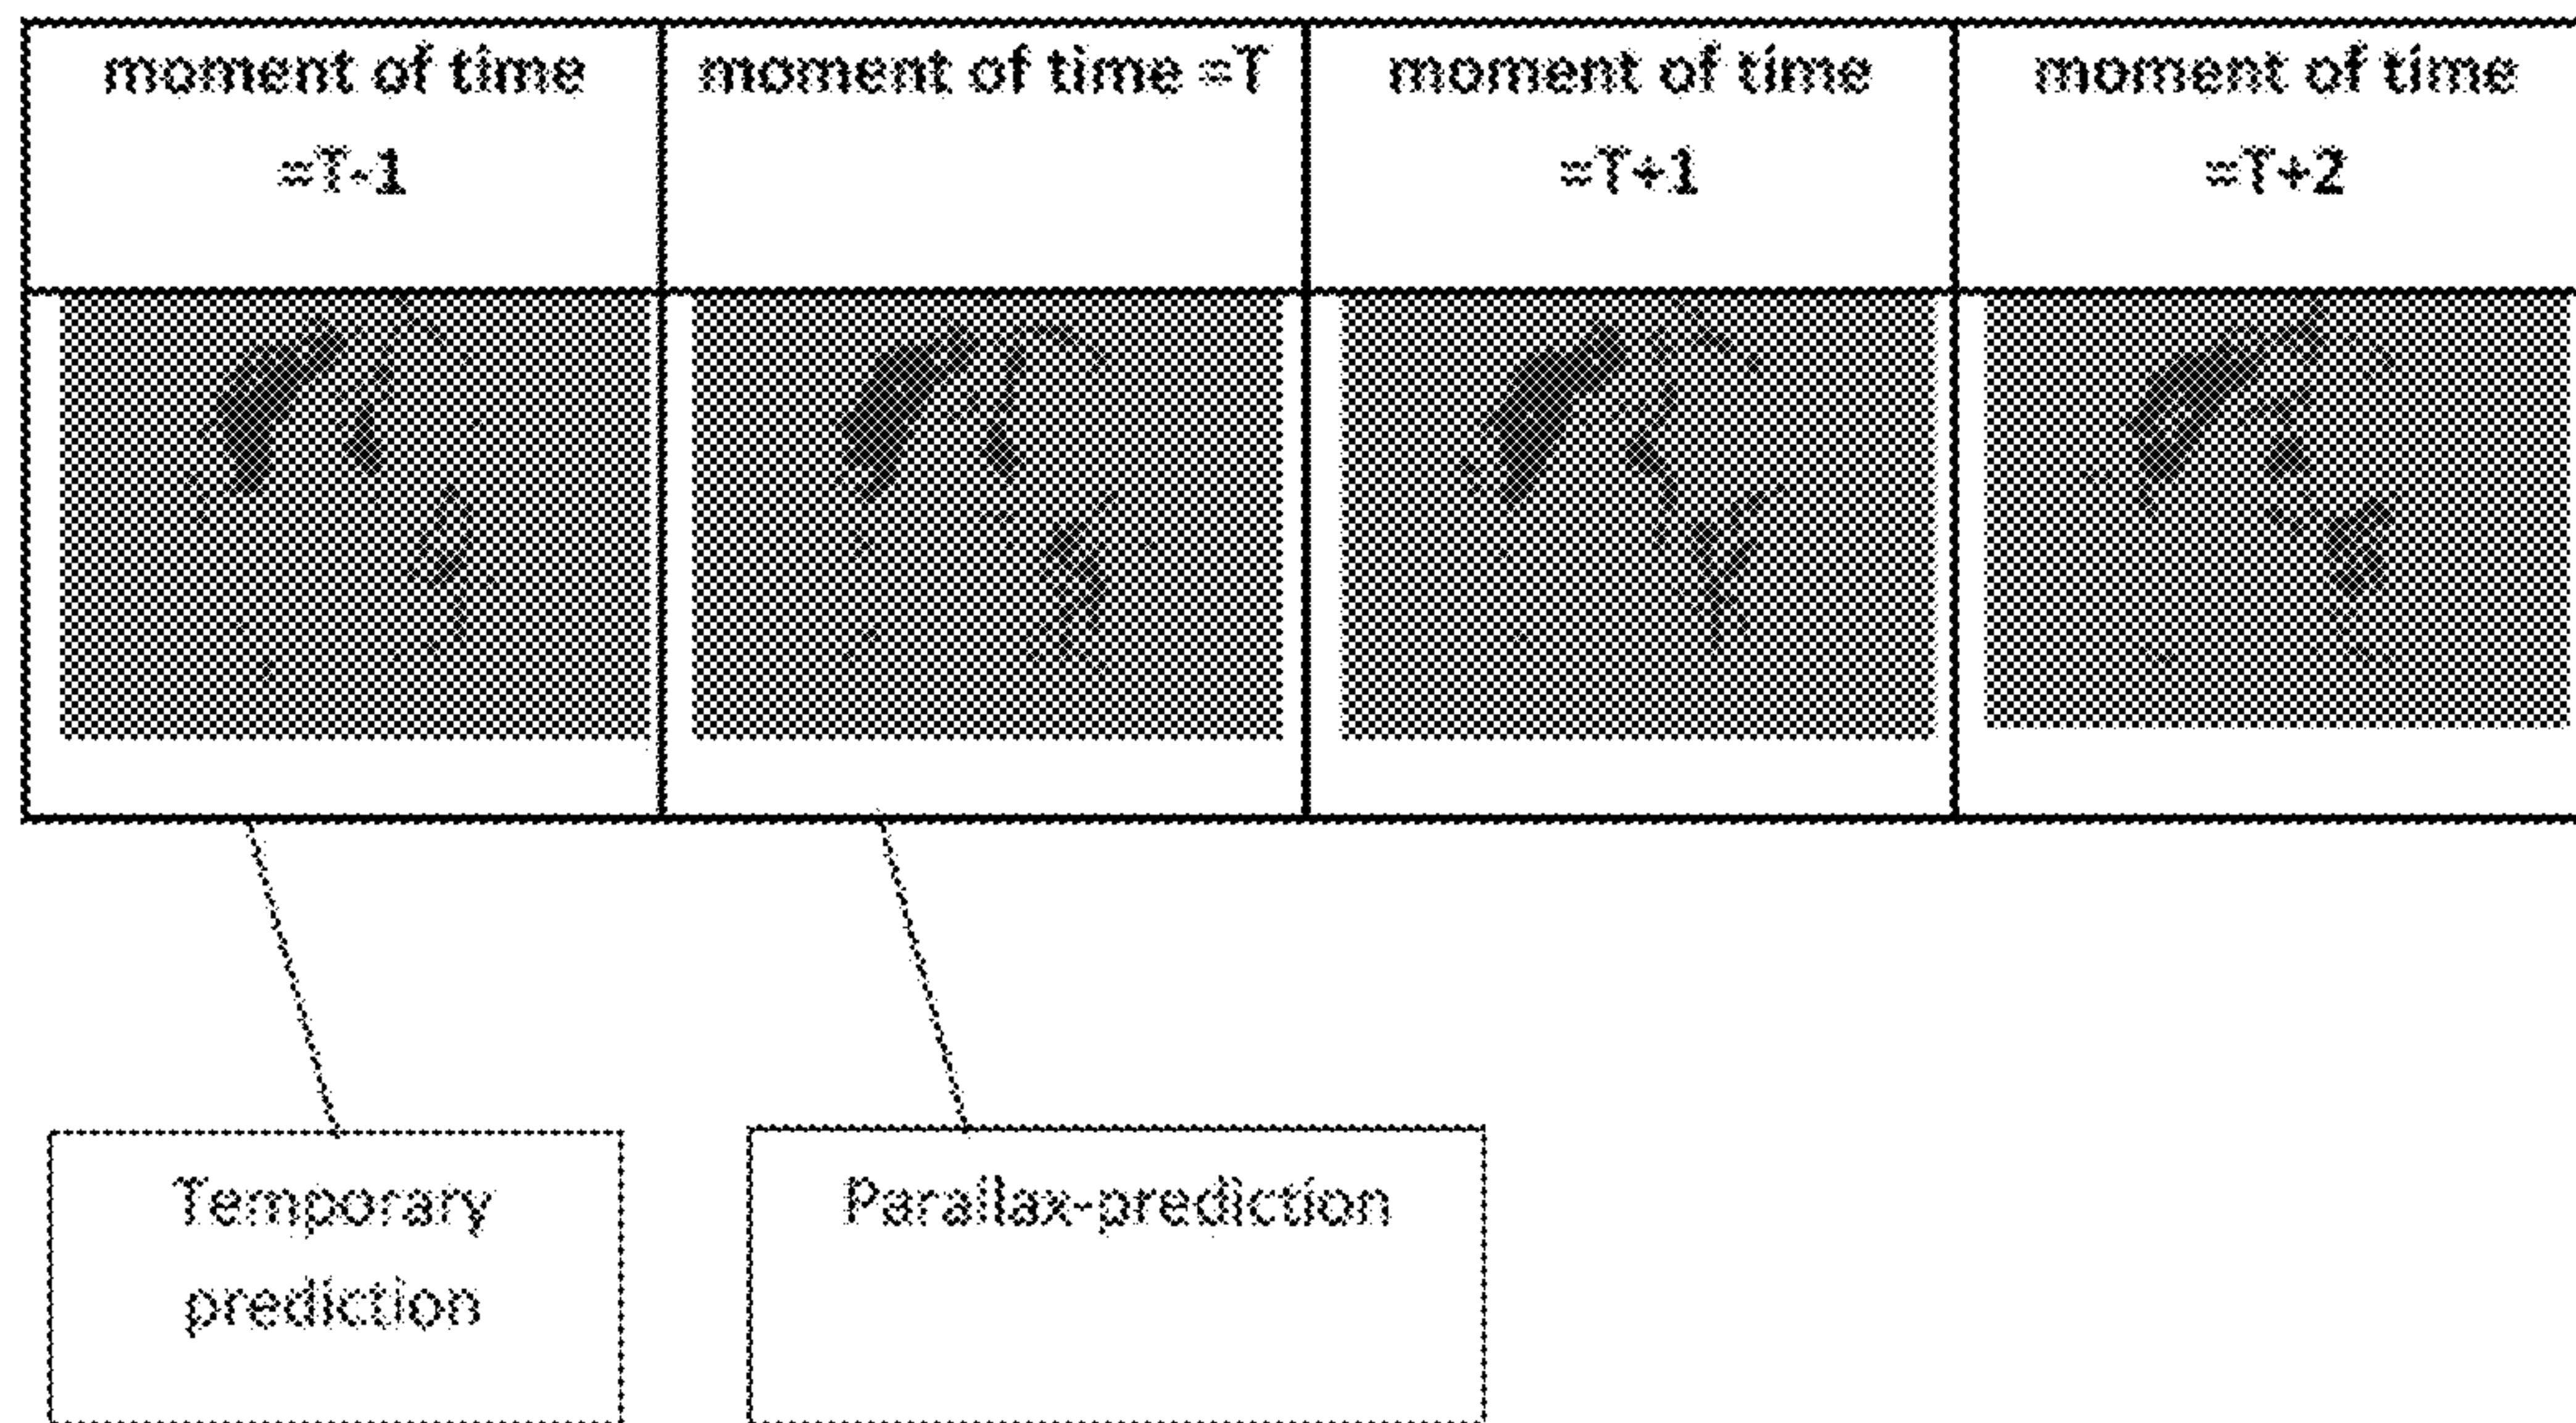 moment of time
=T-1
moment of time =T
moment of time
=T+1
moment of time
=T+2
Temporary
prediction
Parallax-prediction